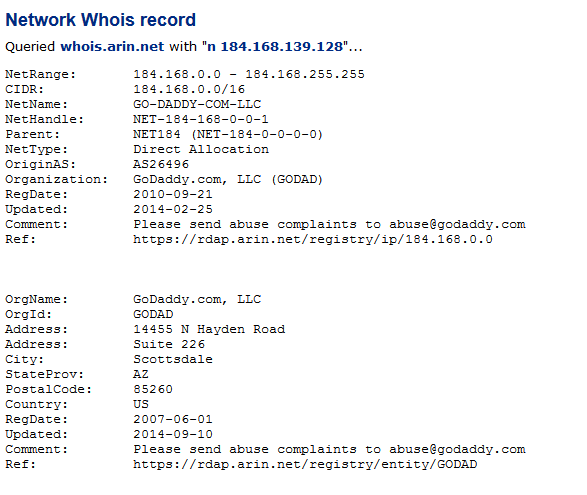 Network Whois record
Queried whois.arin.net with "n 184.168.139.128"...
NetRange: 184.168.0.0 - 184.168.255.255
CIDR: 184.168.0.0/16
NetName: GO-DADDY-COM-LLC
NetHandle: NET-184-168-0-0-1
Parent: NET184 (NET-184-0-0-0-0)
NetType: Direct Allocation
OriginAS: AS26496
Organization: GoDaddy.com, LLC (GODAD)
RegDate: 2010-09-21
Updated: 2014-02-25
Comment: Please send abuse complaints to abuse@godaddy.com
Ref: https://rdap.arin.net/registry/ip/184.168.0.0
OrgName: GoDaddy.com, LLC
OrgId: GODAD
Address: 14455 N Hayden Road
Address: Suite 226
City: Scottsdale
StateProv: AZ
PostalCode: 85260
Country: US
RegDate: 2007-06-01
Updated: 2014-09-10
Comment: Please send abuse complaints to abuse@godaddy.com
Ref: https://rdap.arin.net/registry/entity/GODAD